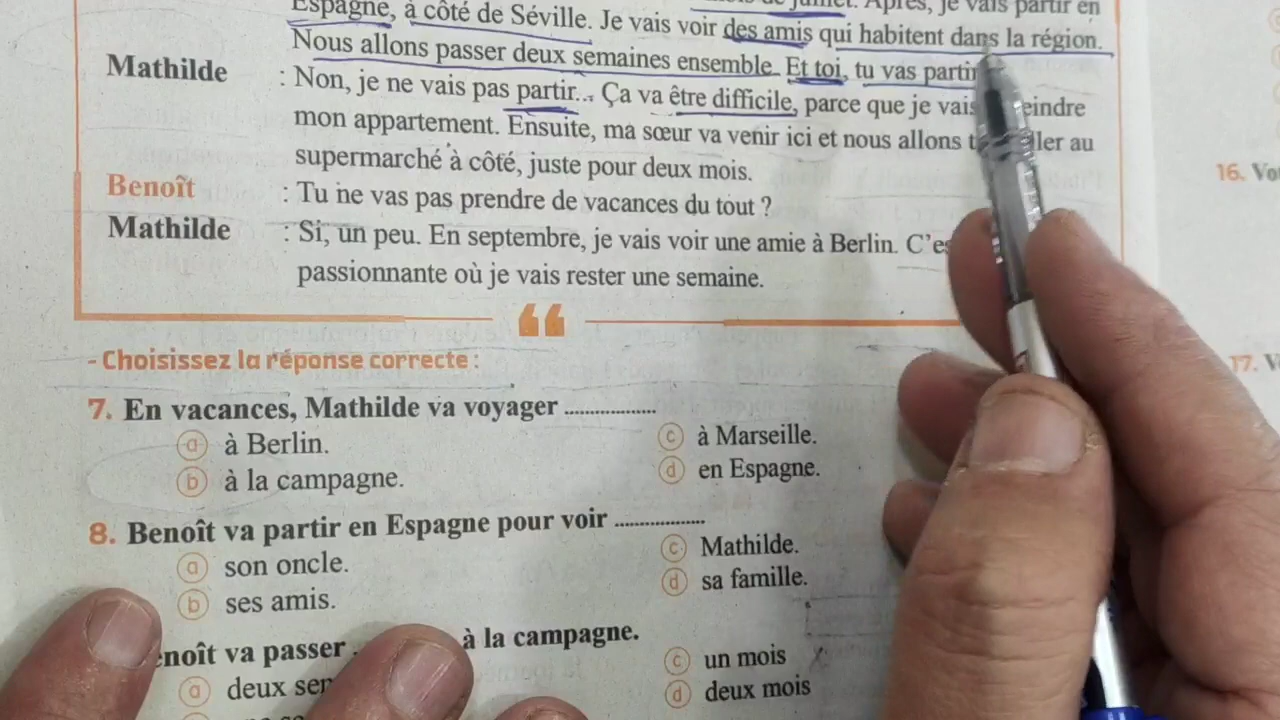 Espagne, à côté de Séville. Je vais voir des amis qui habitent dans la région.
Nous allons passer deux semaines ensemble. Et toi, tu vas partir
Mathilde : Non, je ne vais pas partir... Ça va être difficile, parce que je vais
mon appartement. Ensuite, ma sœur va venir ici et nous allons au
supermarché à côté, juste pour deux mois.
Benoît : Tu ne vas pas prendre de vacances du tout ?
Mathilde : Si, un peu. En septembre, je vais voir une amie à Berlin.
passionnante où je vais rester une semaine.
- Choisissez la réponse correcte :
7. En vacances, Mathilde va voyager ..................
a à Berlin.
b à la campagne.
c à Marseille.
d en Espagne.
8. Benoît va partir en Espagne pour voir ..................
a son oncle.
b ses amis.
c Mathilde.
d sa famille.
va passer à la campagne.
a deux
c un mois
d deux mois
16.
17.